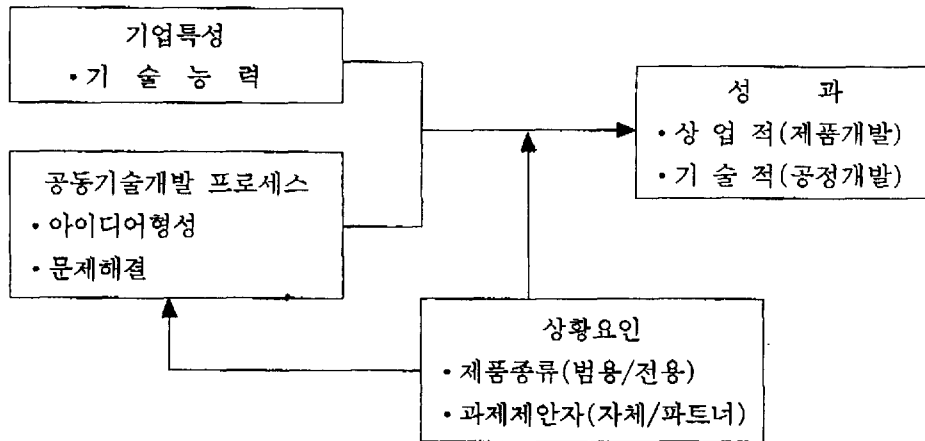 기업특성
• 기 술 능 력
성 과
• 상 업 적(제품개발)
• 기 술 적(공정개발)
공동기술개발 프로세스
• 아이디어형성
• 문제해결
상황요인
• 제품종류(범용/전용)
• 과제제안자(자체/파트너)